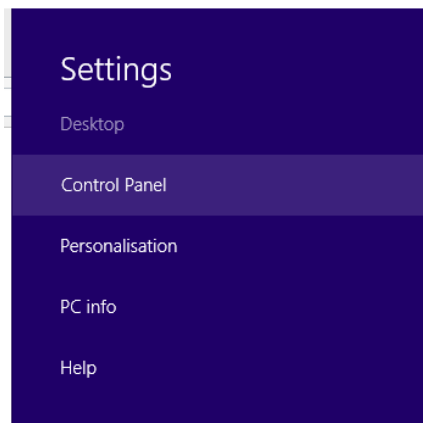 Settings
Desktop
Control Panel
Personalisation
PC info
Help